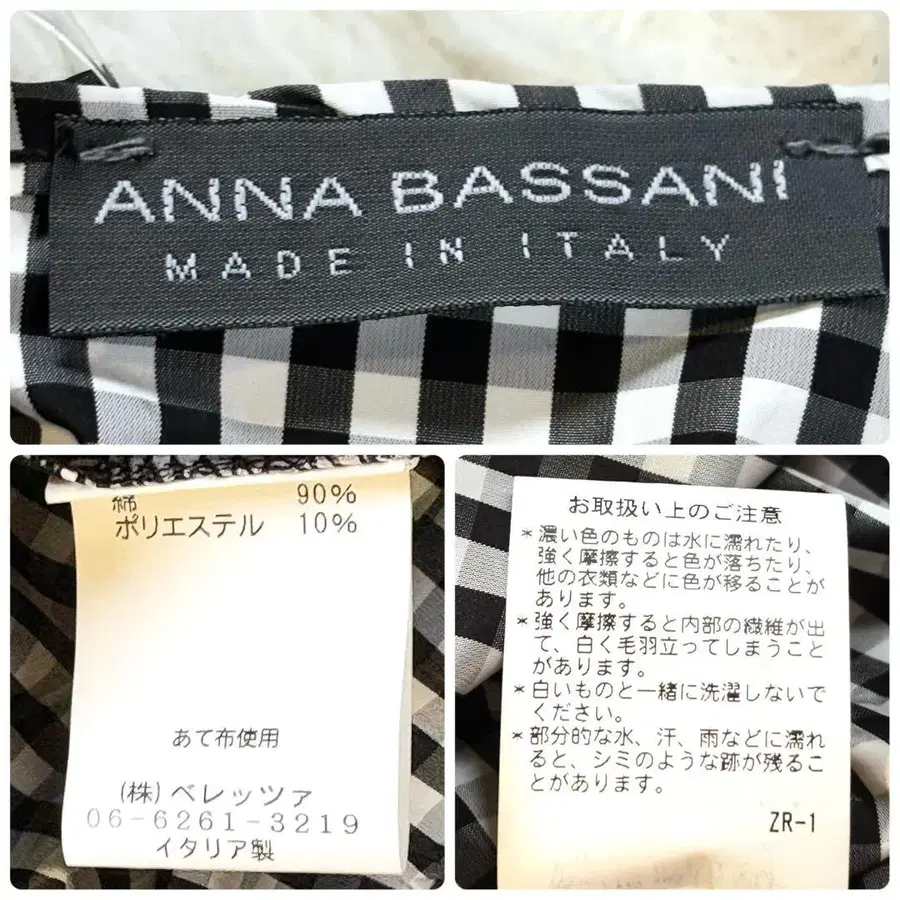 ANNA BASSANI
MADE IN ITALY
綿 90%
ポリエステル 10%
あて布使用
(株)ベレッツァ
06-6261-3219
イタリア製
お取扱い上のご注意
*濃い色のものは水に濡れたり、
強く摩擦すると色が落ちたり、
他の衣類などに色が移ることが
あります。
*強く摩擦すると内部の繊維が出
て、白く毛羽立ってしまうこと
があります。
*白いものと一緒に洗濯しないで
ください。
*部分的な水、汗、雨などに濡れ
ると、シミのような跡が残るこ
とがあります。
ZR-1